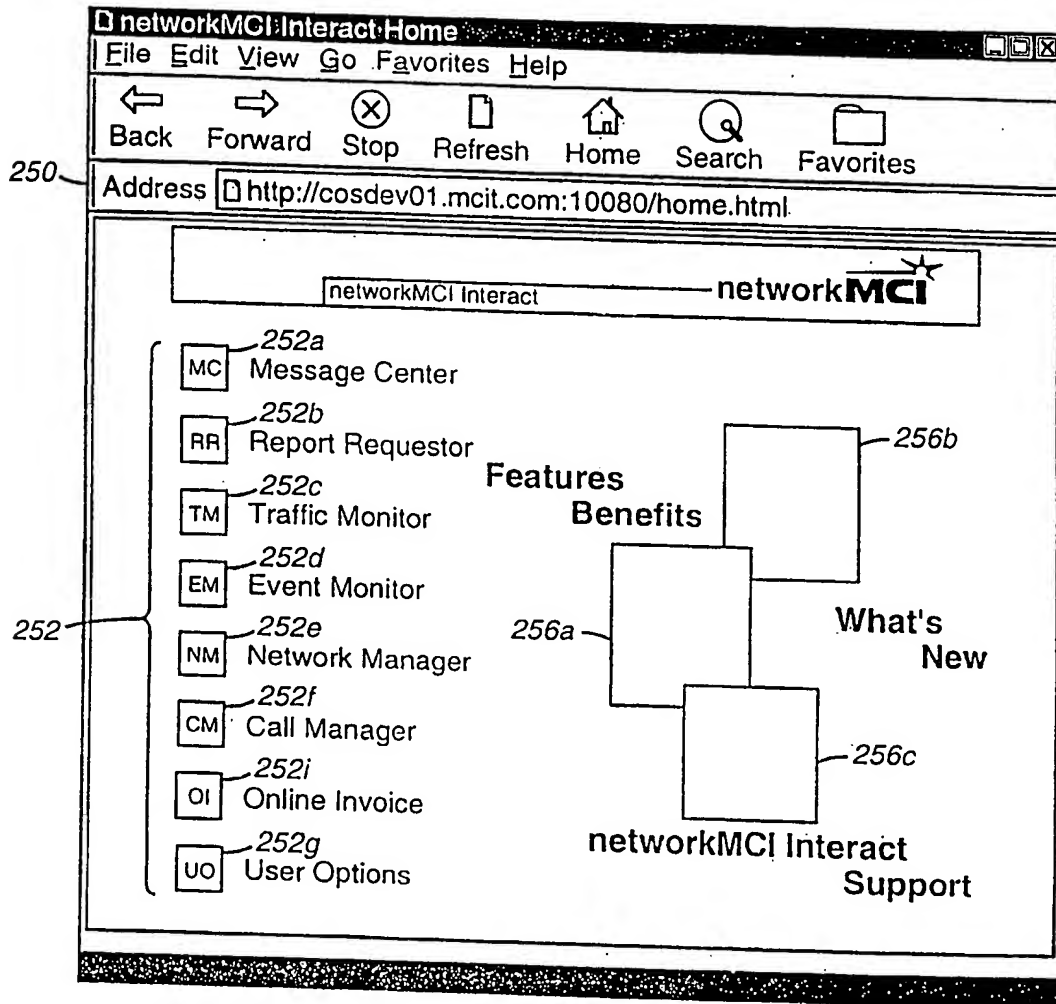 networkMCI Interact Home
File Edit View Go Favorites Help
Back Forward Stop Refresh Home Search Favorites
250
Address http://cosdev01.mcit.com:10080/home.html
networkMCI Interact networkMCI
252a
MC Message Center
252b
RR Report Requestor
256b
252c
TM Traffic Monitor
Features
Benefits
252d
EM Event Monitor
252
252e
NM Network Manager
256a
What's
New
252f
CM Call Manager
256c
252i
OI Online Invoice
252g
UO User Options
networkMCI Interact
Support